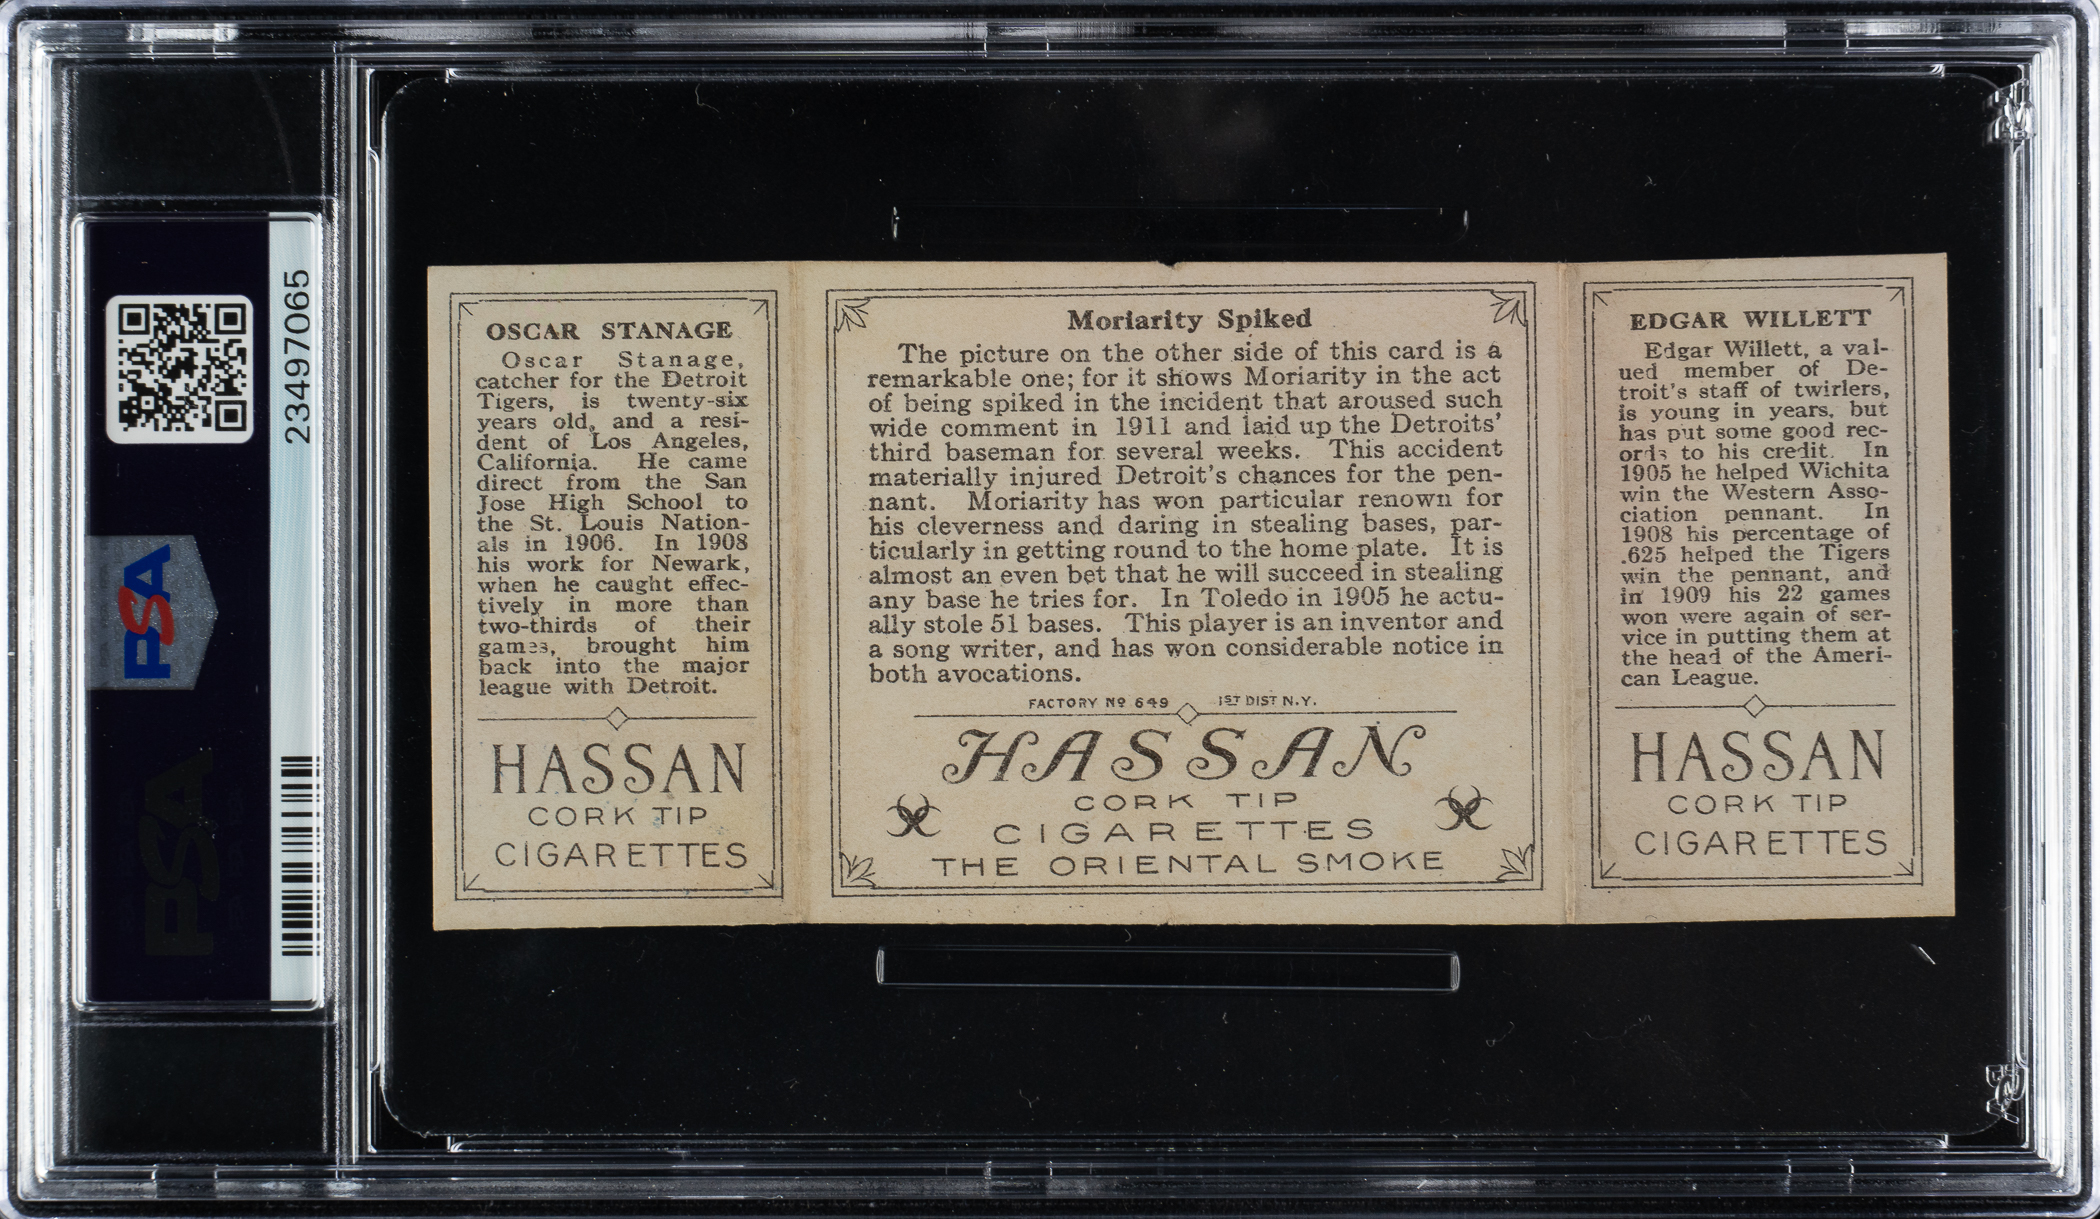 23497065
PSA
PSA
OSCAR STANAGE
Oscar Stanage,
catcher for the Detroit
Tigers, is twenty-six
years old, and a resi-
dent of Los Angeles,
California. He came
direct from the San
Jose High School to
the St. Louis Nation-
als in 1906. In 1908
his work for Newark,
when he caught effec-
tively in more than
two-thirds of their
games, brought him
back into the major
league with Detroit.
HASSAN
CORK TIP
CIGARETTES
Moriarity Spiked
The picture on the other side of this card is a
remarkable one; for it shows Moriarity in the act
of being spiked in the incident that aroused such
wide comment in 1911 and laid up the Detroits'
third baseman for several weeks. This accident
materially injured Detroit's chances for the pen-
nant. Moriarity has won particular renown for
his cleverness and daring in stealing bases, par-
ticularly in getting round to the home plate. It is
almost an even bet that he will succeed in stealing
any base he tries for. In Toledo in 1905 he actu-
ally stole 51 bases. This player is an inventor and
a song writer, and has won considerable notice in
both avocations.
FACTORY Nº 649 1ST DIST N.Y.
HASSAN
CORK TIP
CIGARETTES
THE ORIENTAL SMOKE
EDGAR WILLETT
Edgar Willett, a val-
ued member of De-
troit's staff of twirlers,
is young in years, but
has put some good rec-
ords to his credit. In
1905 he helped Wichita
win the Western Asso-
ciation pennant. In
1908 his percentage of
.625 helped the Tigers
win the pennant, and
in 1909 his 22 games
won were again of ser-
vice in putting them at
the head of the Ameri-
can League.
HASSAN
CORK TIP
CIGARETTES